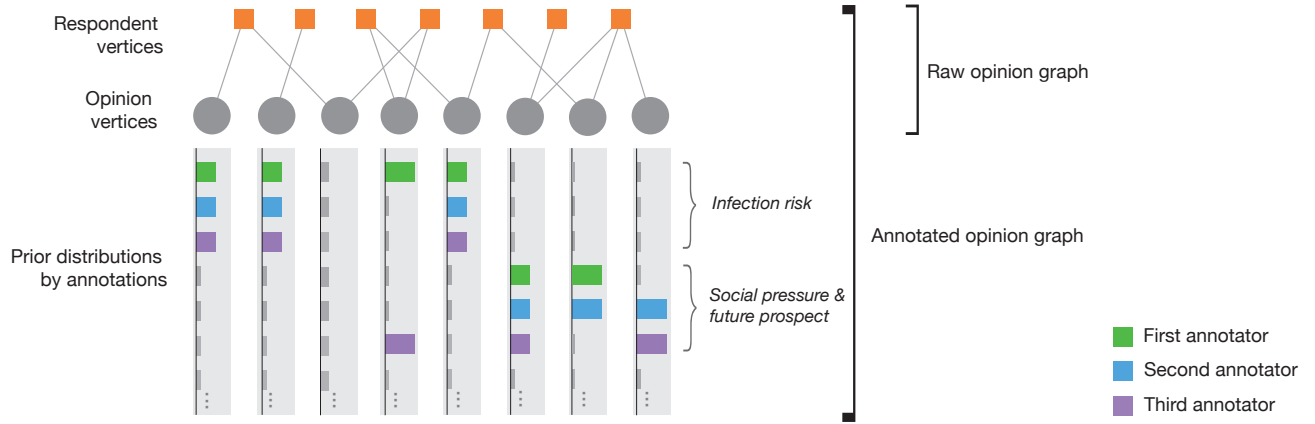 Respondent
vertices
Opinion
vertices
Raw opinion graph
Infection risk
Annotated opinion graph
Prior distributions
by annotations
Social pressure &
future prospect
First annotator
Second annotator
Third annotator